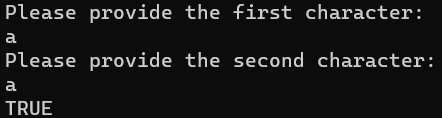 Please provide the first character:
a
Please provide the second character:
a
TRUE